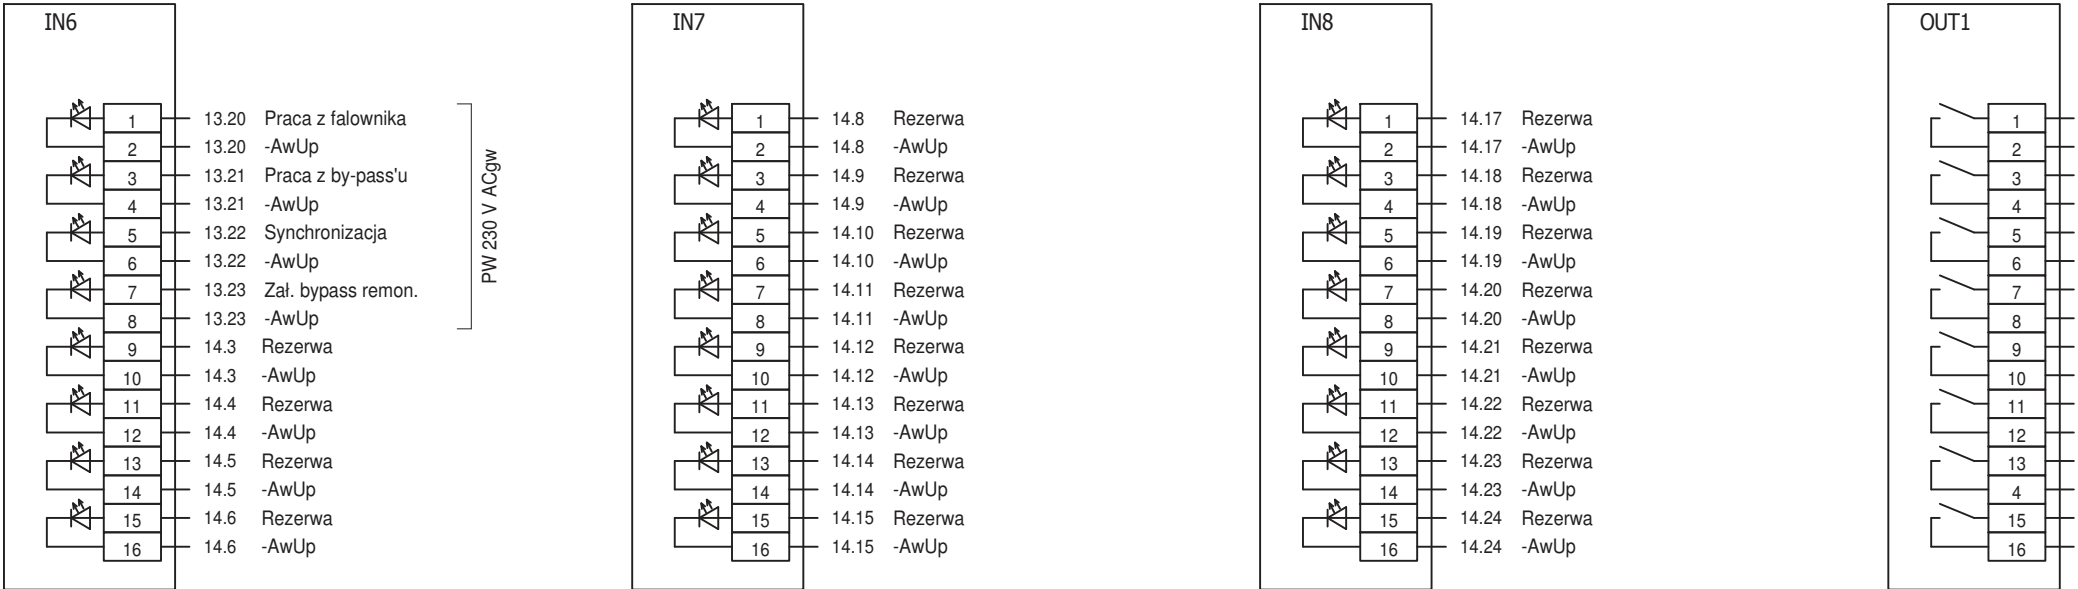 IN6
1 13.20 Praca z falownika
2 13.20 -AwUp
3 13.21 Praca z by-pass'u
4 13.21 -AwUp
5 13.22 Synchronizacja
6 13.22 -AwUp
7 13.23 Zał. bypass remon.
8 13.23 -AwUp
9 14.3 Rezerwa
10 14.3 -AwUp
11 14.4 Rezerwa
12 14.4 -AwUp
13 14.5 Rezerwa
14 14.5 -AwUp
15 14.6 Rezerwa
16 14.6 -AwUp
PW 230 V ACgw
IN7
1 14.8 Rezerwa
2 14.8 -AwUp
3 14.9 Rezerwa
4 14.9 -AwUp
5 14.10 Rezerwa
6 14.10 -AwUp
7 14.11 Rezerwa
8 14.11 -AwUp
9 14.12 Rezerwa
10 14.12 -AwUp
11 14.13 Rezerwa
12 14.13 -AwUp
13 14.14 Rezerwa
14 14.14 -AwUp
15 14.15 Rezerwa
16 14.15 -AwUp
IN8
1 14.17 Rezerwa
2 14.17 -AwUp
3 14.18 Rezerwa
4 14.18 -AwUp
5 14.19 Rezerwa
6 14.19 -AwUp
7 14.20 Rezerwa
8 14.20 -AwUp
9 14.21 Rezerwa
10 14.21 -AwUp
11 14.22 Rezerwa
12 14.22 -AwUp
13 14.23 Rezerwa
14 14.23 -AwUp
15 14.24 Rezerwa
16 14.24 -AwUp
OUT1
1
2
3
4
5
6
7
8
9
10
11
12
13
4
15
16